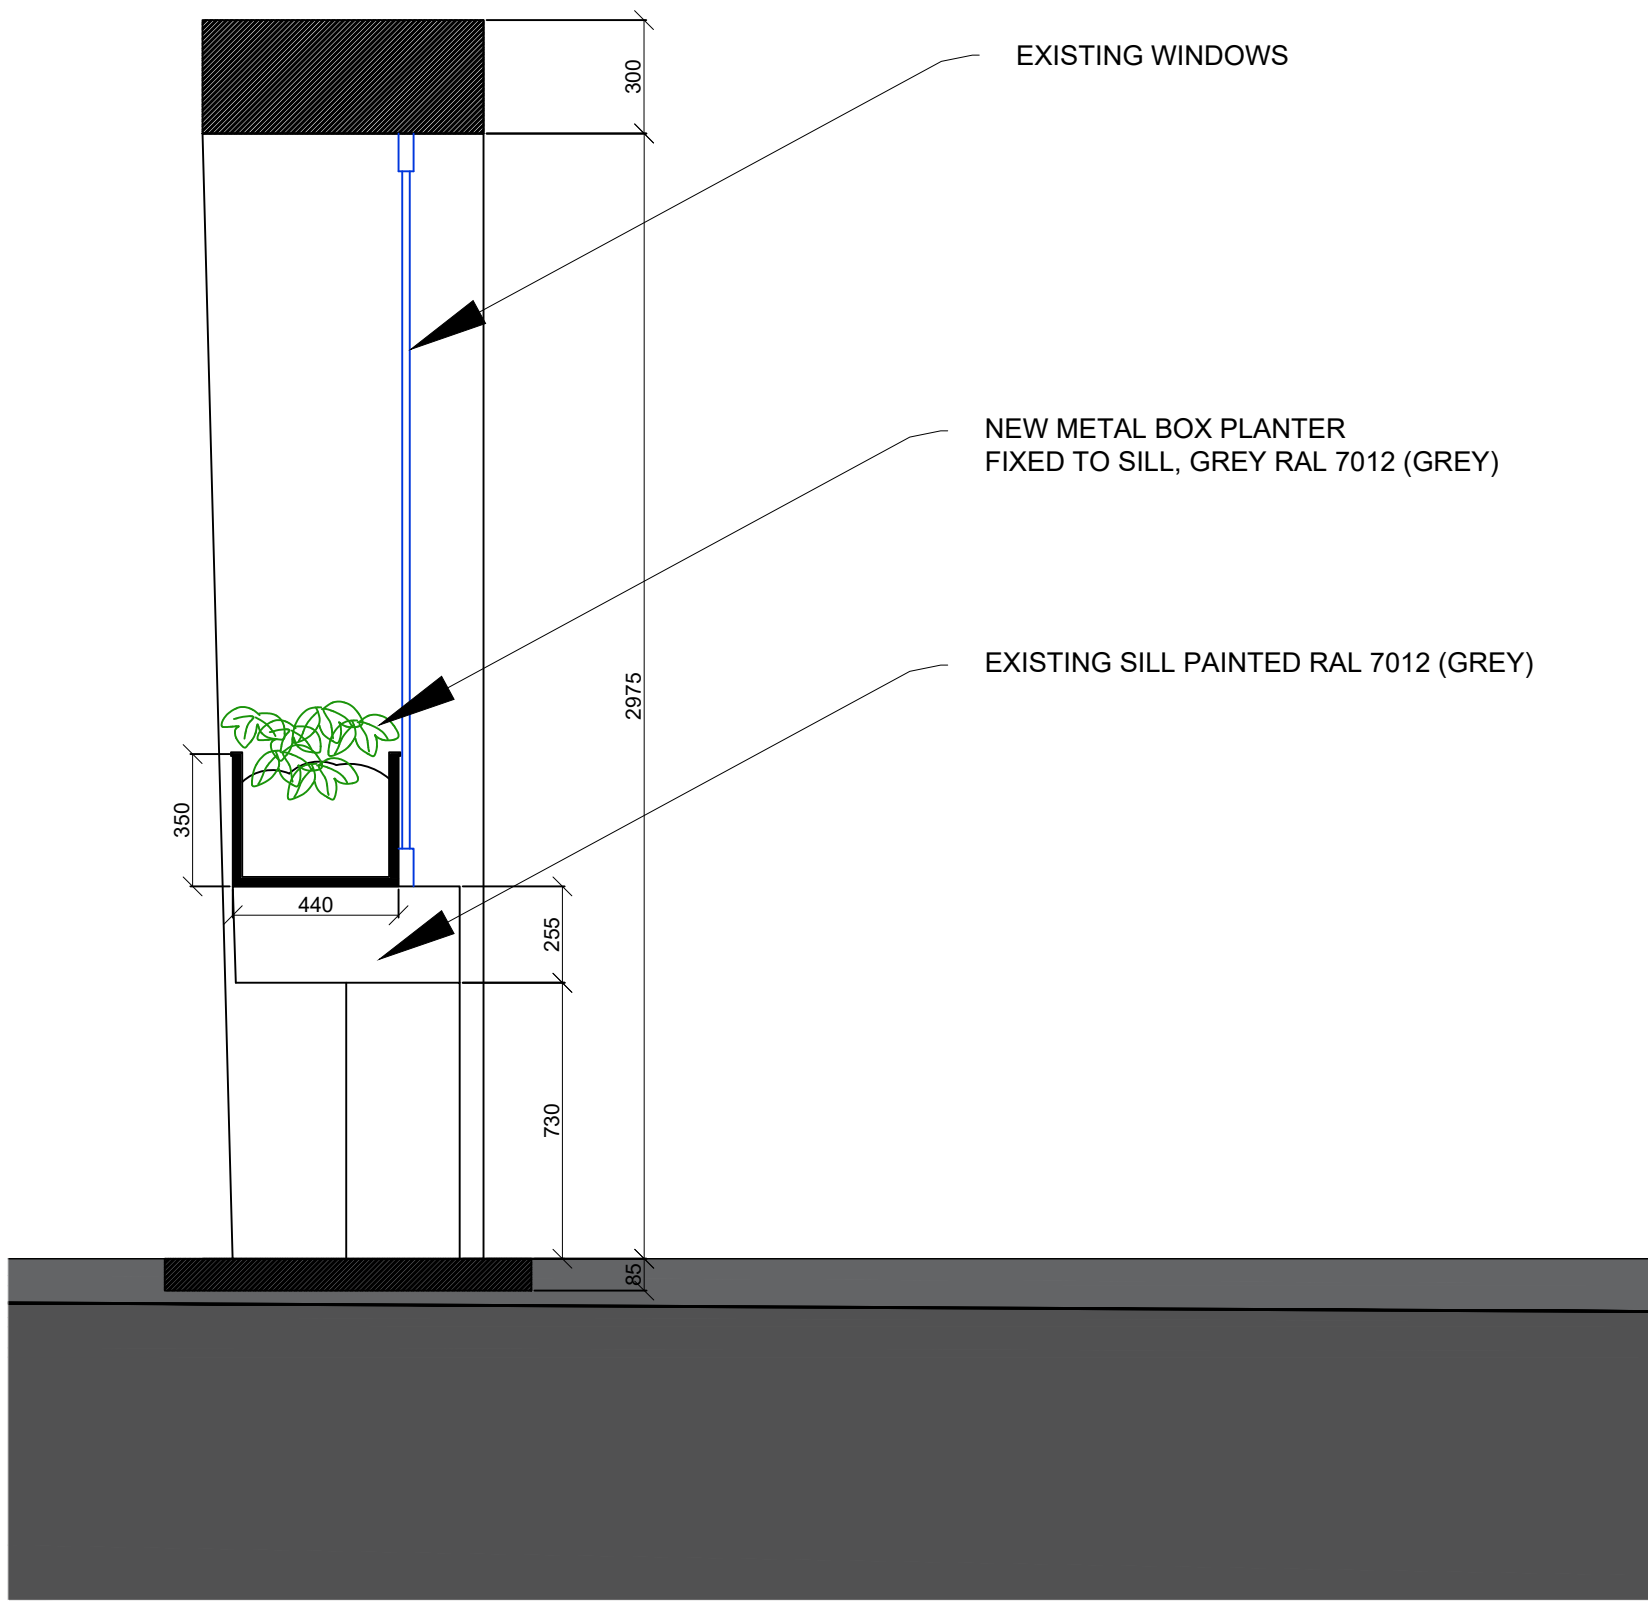 EXISTING WINDOWS
300
NEW METAL BOX PLANTER
FIXED TO SILL, GREY RAL 7012 (GREY)
EXISTING SILL PAINTED RAL 7012 (GREY)
2975
350
440
255
730
85